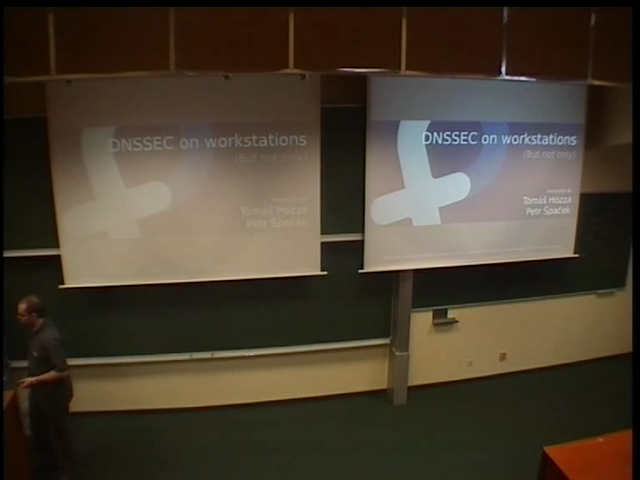 DNSSEC on workstations
(But not only)
Tomáš Hozza
Petr Špaček
DNSSEC on workstations
(But not only)
Tomáš Hozza
Petr Špaček